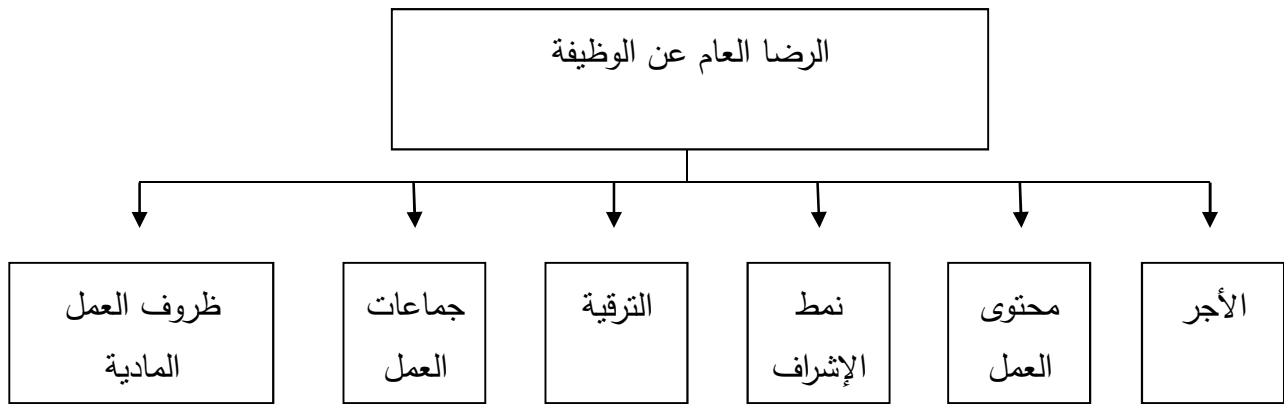 الرضا العام عن الوظيفة
الأجر
محتوى
العمل
نمط
الإشراف
الترقية
جماعات
العمل
ظروف العمل
المادية